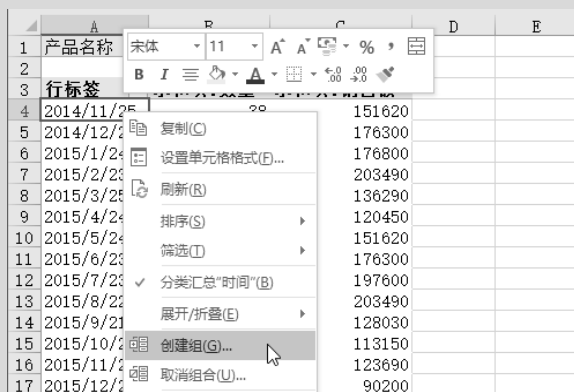 A B C D E
宋体 11 A A % ,
B I A .00 .00
1 产品名称
2
3 行标签
4 2014/11/25 38 151620
5 2014/12/2 176300
6 2015/1/24 176800
7 2015/2/23 203490
8 2015/3/25 136290
9 2015/4/24 120450
10 2015/5/24 151620
11 2015/6/23 176300
12 2015/7/23 197600
13 2015/8/22 203490
14 2015/9/21 128030
15 2015/10/2 113150
16 2015/11/2 123690
17 2015/12/2 90200
复制(C)
设置单元格格式(F)...
刷新(R)
排序(S)
筛选(T)
分类汇总"时间"(B)
展开/折叠(E)
创建组(G)...
取消组合(U)...